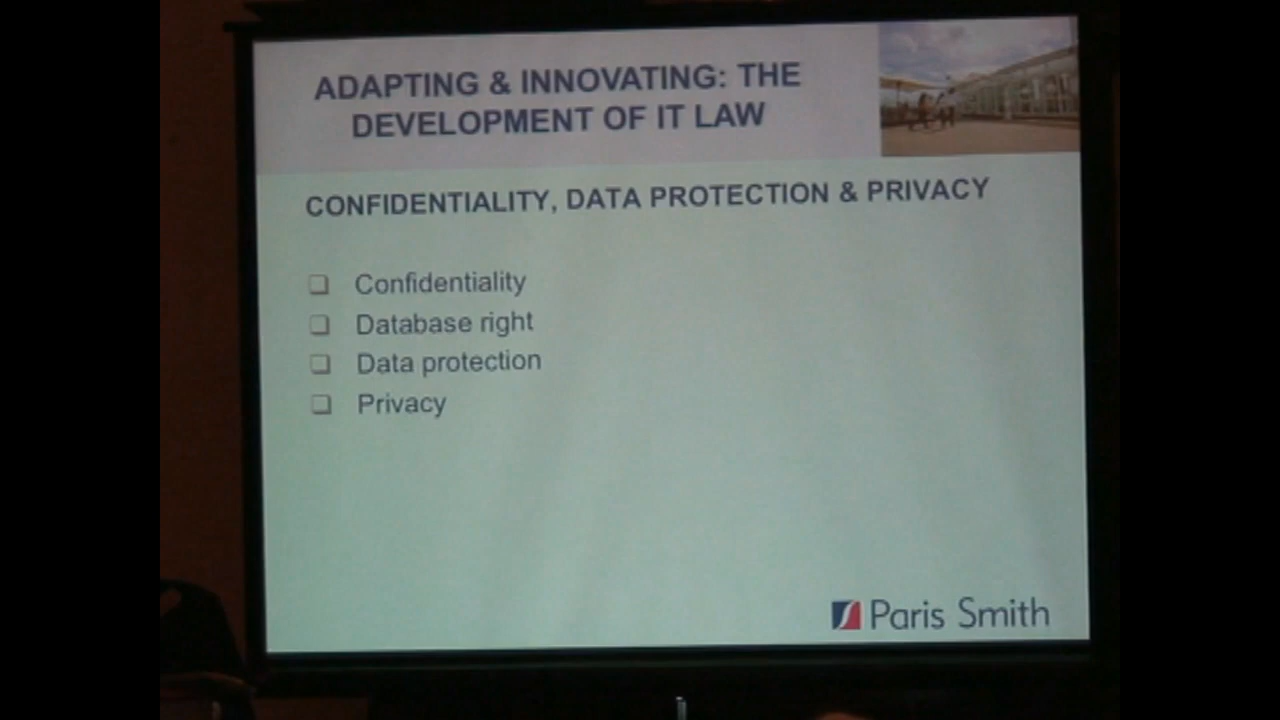 ADAPTING & INNOVATING: THE
DEVELOPMENT OF IT LAW
CONFIDENTIALITY, DATA PROTECTION & PRIVACY
Confidentiality
Database right
Data protection
Privacy
Paris Smith